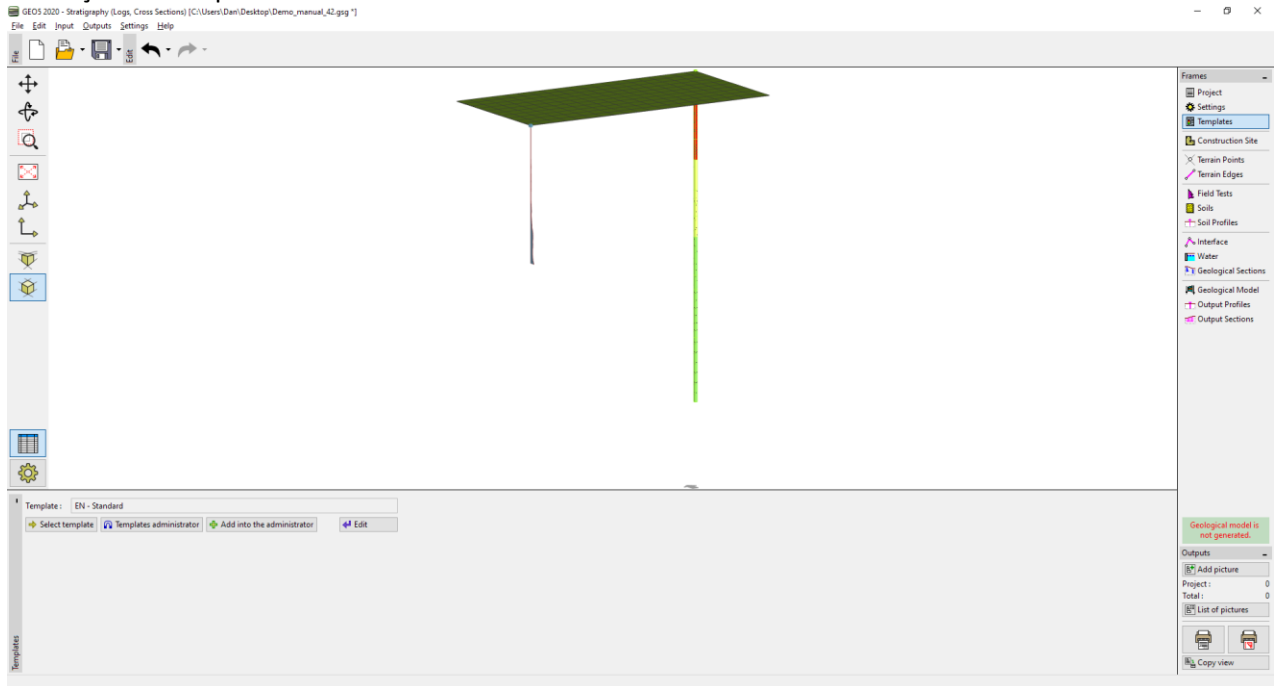 GEO5 2020 - Stratigraphy (Logs, Cross Sections) [C:\Users\Dan\Desktop\Demo_manual_42.gsg *]
File Edit Input Outputs Settings Help
File
Edit
Frames
Project
Settings
Templates
Construction Site
Terrain Points
Terrain Edges
Field Tests
Soils
Soil Profiles
Interface
Water
Geological Sections
Geological Model
Output Profiles
Output Sections
Template : EN - Standard
Select template Templates administrator Add into the administrator Edit
Templates
Geological model is
not generated.
Outputs
Add picture
Project : 0
Total : 0
List of pictures
Copy view